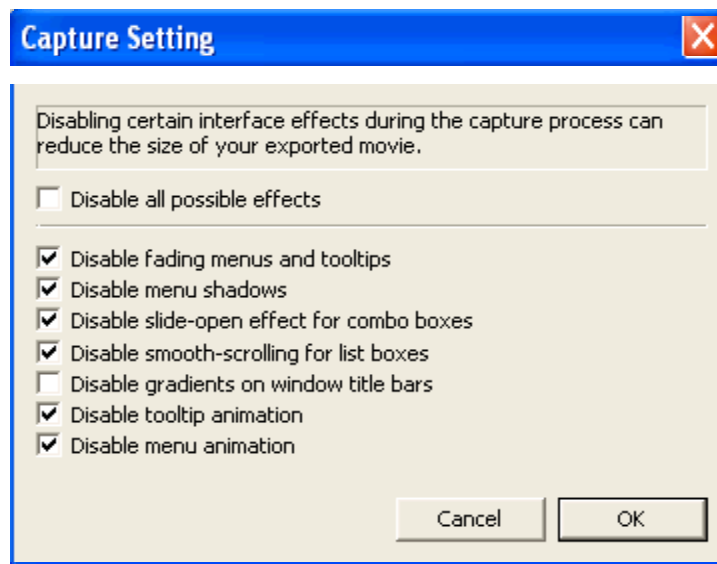 Capture Setting
Disabling certain interface effects during the capture process can
reduce the size of your exported movie.
Disable all possible effects
Disable fading menus and tooltips
Disable menu shadows
Disable slide-open effect for combo boxes
Disable smooth-scrolling for list boxes
Disable gradients on window title bars
Disable tooltip animation
Disable menu animation
Cancel OK